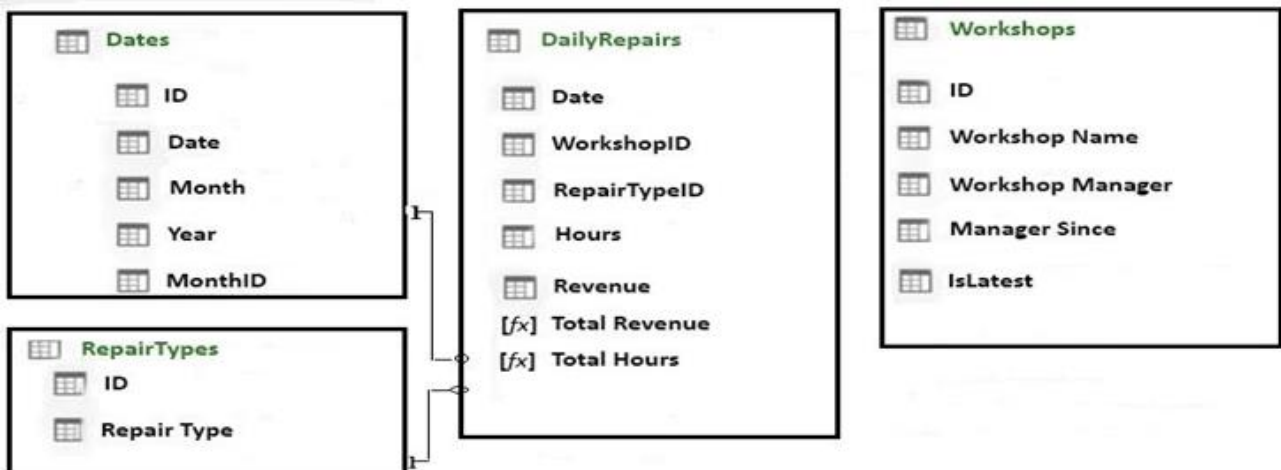 Dates
ID
Date
Month
Year
MonthID
1
RepairTypes
ID
Repair Type
1
DailyRepairs
Date
WorkshopID
RepairTypeID
Hours
Revenue
[fx] Total Revenue
[fx] Total Hours
Workshops
ID
Workshop Name
Workshop Manager
Manager Since
IsLatest